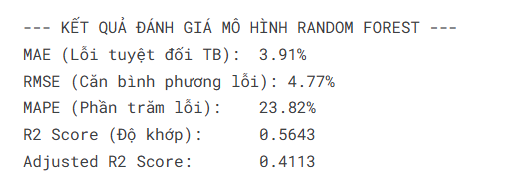 --- KẾT QUẢ ĐÁNH GIÁ MÔ HÌNH RANDOM FOREST ---
MAE (Lỗi tuyệt đối TB): 3.91%
RMSE (Căn bình phương lỗi): 4.77%
MAPE (Phần trăm lỗi): 23.82%
R2 Score (Độ khớp): 0.5643
Adjusted R2 Score: 0.4113